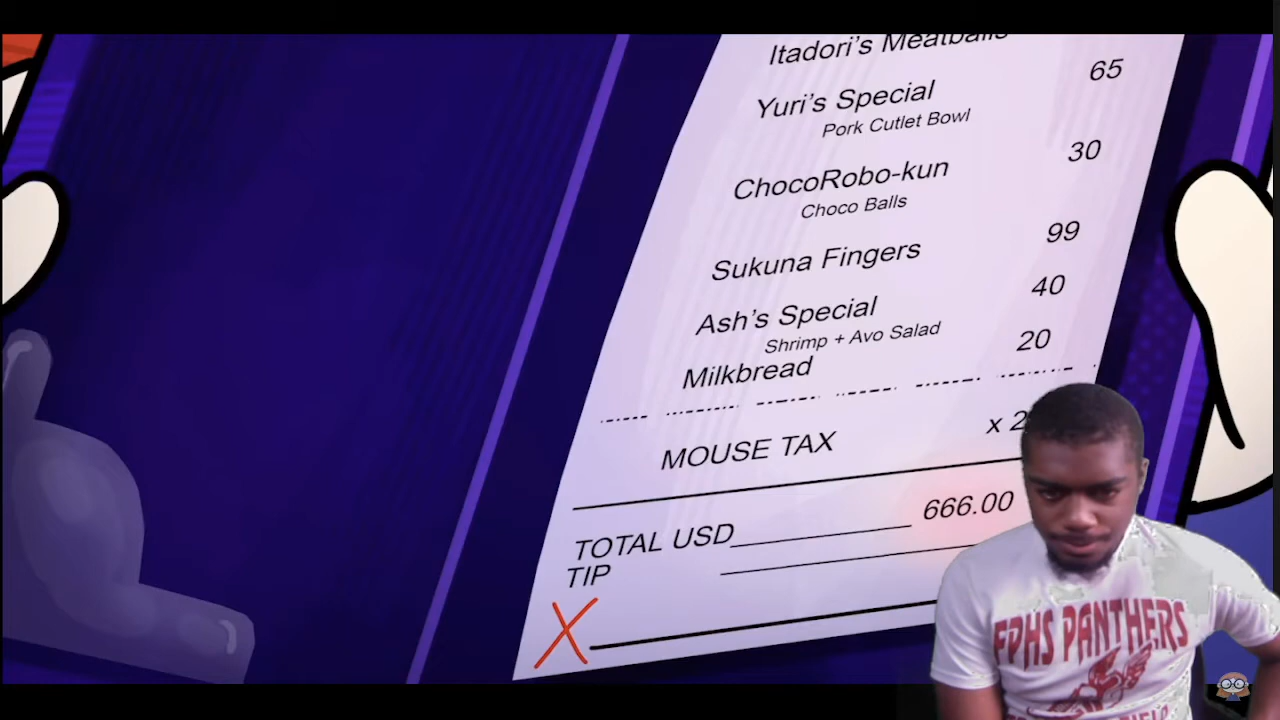 Itadori's Meatballs
65
Yuri's Special
Pork Cutlet Bowl
30
ChocoRobo-kun
Choco Balls
99
Sukuna Fingers
40
Ash's Special
Shrimp + Avo Salad
20
Milkbread
x 2
MOUSE TAX
666.00
TOTAL USD
TIP
X
FPHS PANTHERS